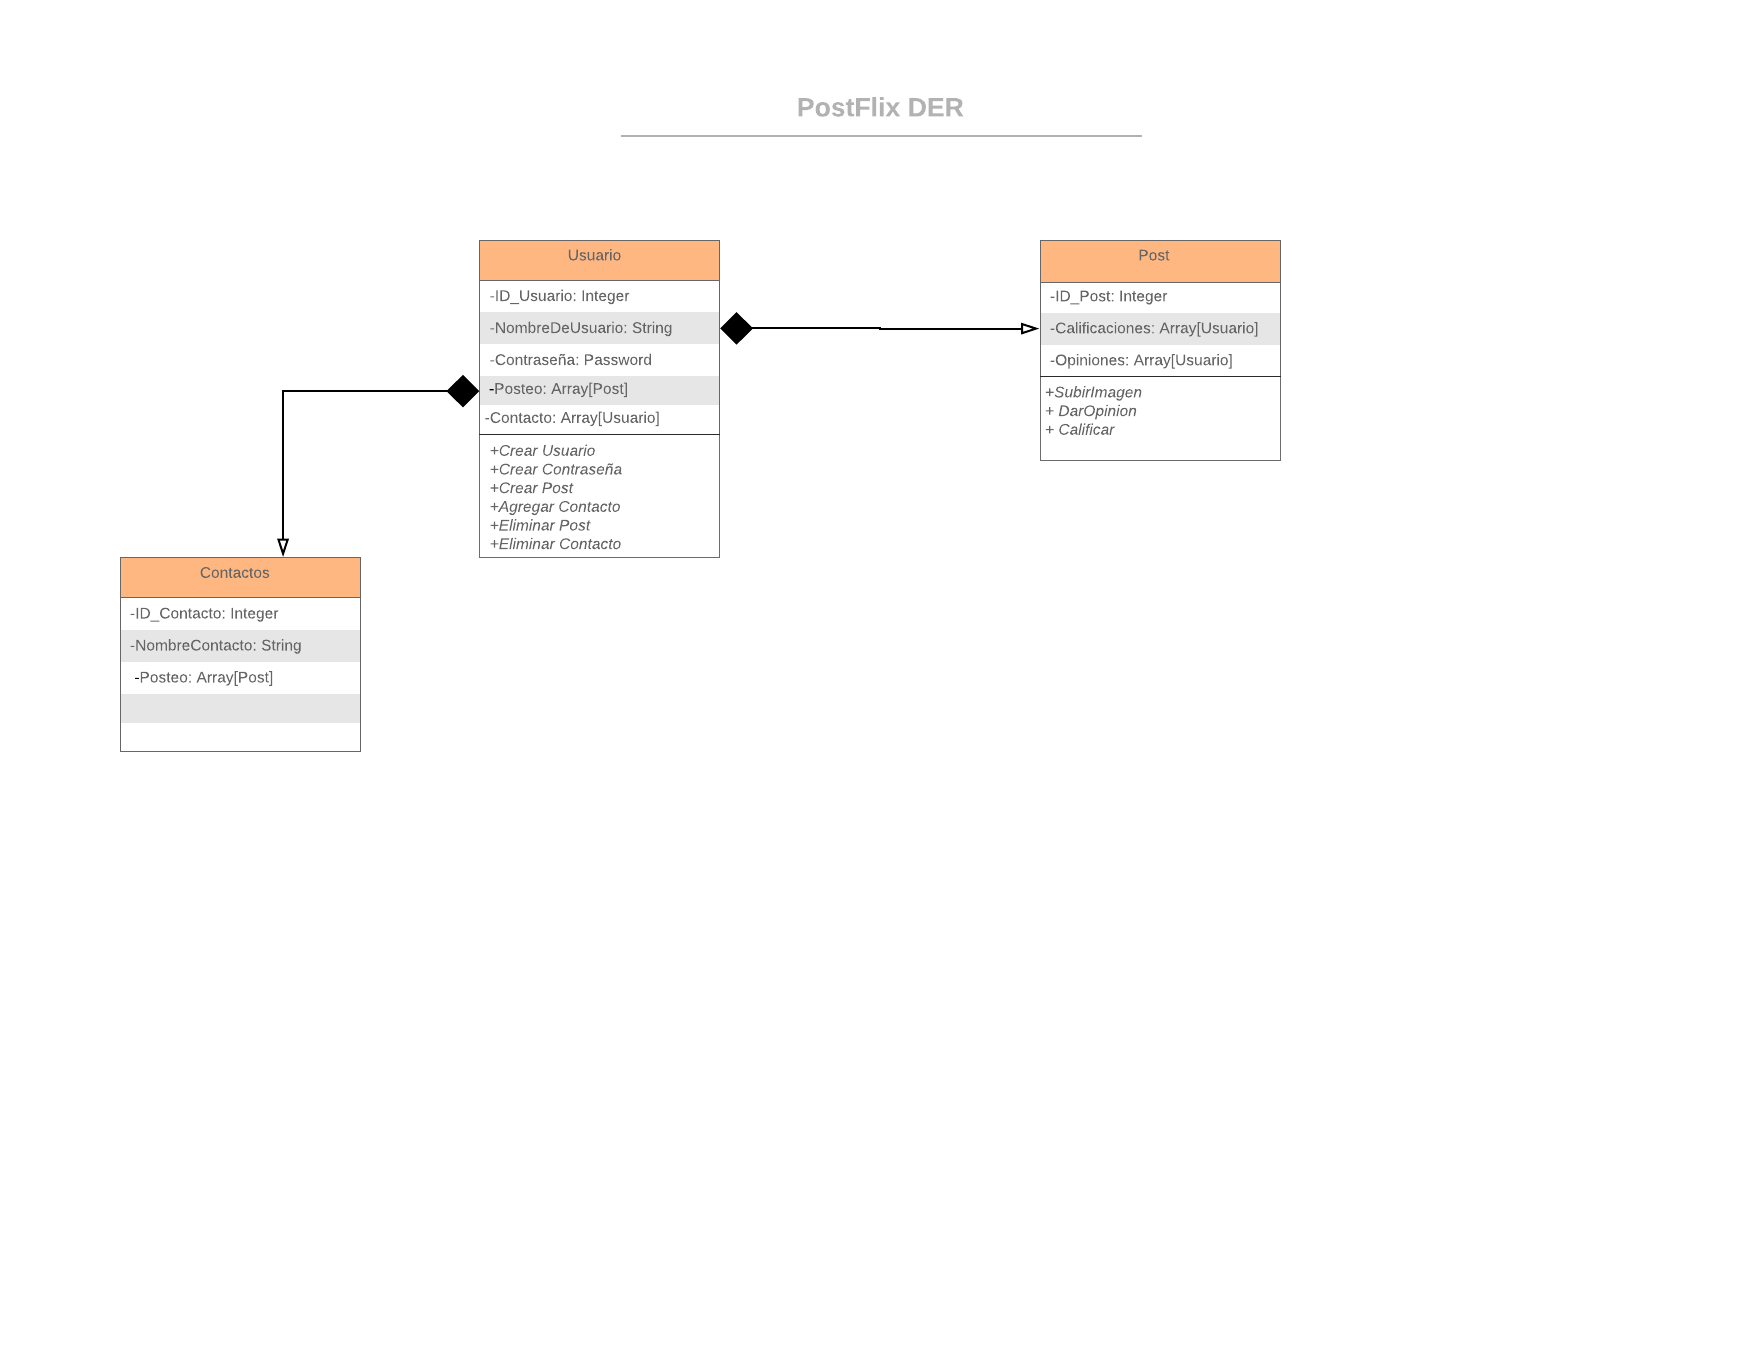 PostFlix DER
Usuario
-ID_Usuario: Integer
-NombreDeUsuario: String
-Contraseña: Password
-Posteo: Array[Post]
-Contacto: Array[Usuario]
+Crear Usuario
+Crear Contraseña
+Crear Post
+Agregar Contacto
+Eliminar Post
+Eliminar Contacto
Post
-ID_Post: Integer
-Calificaciones: Array[Usuario]
-Opiniones: Array[Usuario]
+SubirImagen
+ DarOpinion
+ Calificar
Contactos
-ID_Contacto: Integer
-NombreContacto: String
-Posteo: Array[Post]